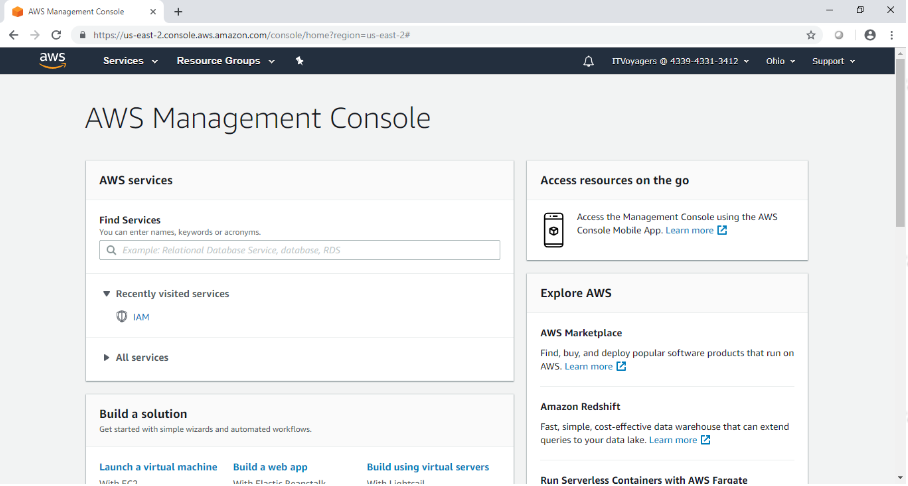 AWS Management Console
https://us-east-2.console.aws.amazon.com/console/home?region=us-east-2#
aws
Services
Resource Groups
ITVoyagers @ 4339-4331-3412
Ohio
Support
AWS Management Console
AWS services
Find Services
You can enter names, keywords or acronyms.
Example: Relational Database Service, database, RDS
Recently visited services
IAM
All services
Build a solution
Get started with simple wizards and automated workflows.
Launch a virtual machine
Build a web app
Build using virtual servers
With EC2
With Elastic Beanstalk
With Lightsail
Access resources on the go
Access the Management Console using the AWS
Console Mobile App. Learn more
Explore AWS
AWS Marketplace
Find, buy, and deploy popular software products that run on
AWS. Learn more
Amazon Redshift
Fast, simple, cost-effective data warehouse that can extend
queries to your data lake. Learn more
Run Serverless Containers with AWS Fargate